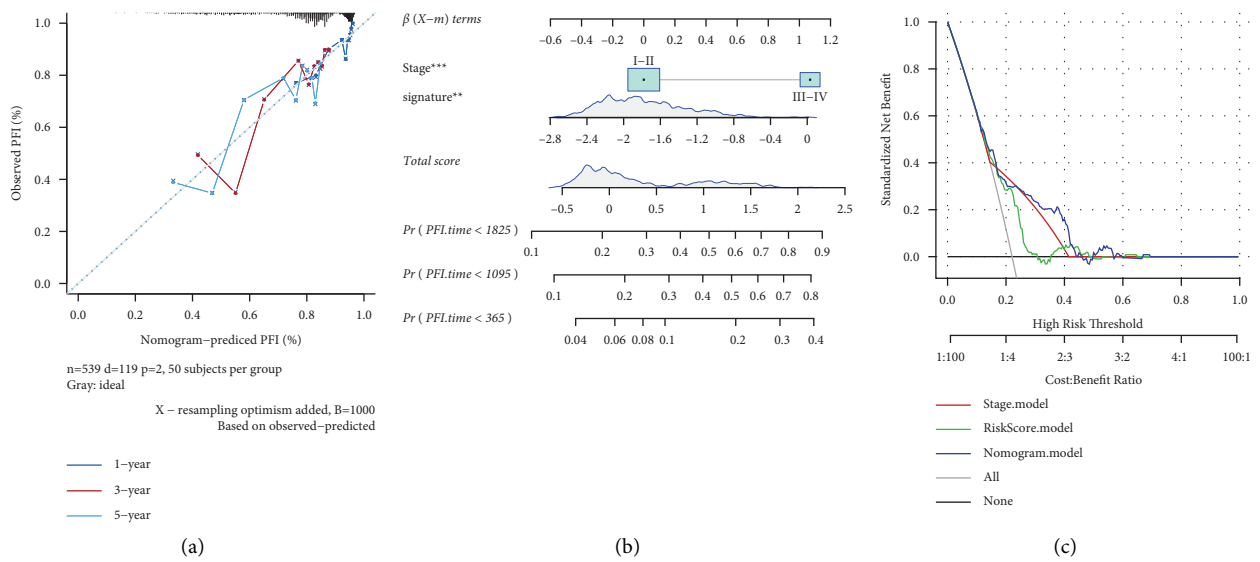 1.0
0.8
0.6
0.4
0.2
0.0
Observed PFI (%)
0.0 0.2 0.4 0.6 0.8 1.0
Nomogram−prediced PFI (%)
n=539 d=119 p=2, 50 subjects per group
Gray: ideal
X − resampling optimism added, B=1000
Based on observed−predicted
1−year
3−year
5−year
(a)
β (X−m) terms
−0.6 −0.4 −0.2 0 0.2 0.4 0.6 0.8 1 1.2
Stage***
I−II
III−IV
signature**
−2.8 −2.4 −2 −1.6 −1.2 −0.8 −0.4 0
Total score
−0.5 0 0.5 1 1.5 2 2.5
Pr ( PFI.time < 1825 )
0.1 0.2 0.3 0.4 0.5 0.6 0.7 0.8 0.9
Pr ( PFI.time < 1095 )
0.1 0.2 0.3 0.4 0.5 0.6 0.7 0.8
Pr ( PFI.time < 365 )
0.04 0.06 0.08 0.1 0.2 0.3 0.4
(b)
1.0
0.8
0.6
0.4
0.2
0.0
Standardized Net Benefit
0.0 0.2 0.4 0.6 0.8 1.0
High Risk Threshold
1:100 1:4 2:3 3:2 4:1 100:1
Cost:Benefit Ratio
Stage.model
RiskScore.model
Nomogram.model
All
None
(c)